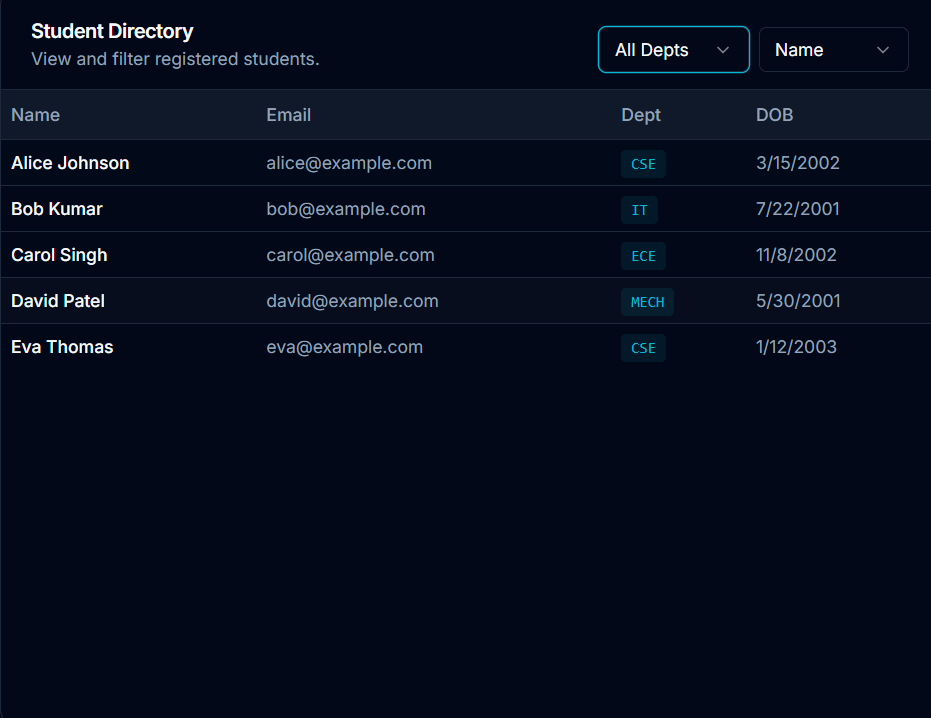 Student Directory
View and filter registered students.
All Depts Name
Name Email Dept DOB
Alice Johnson alice@example.com CSE 3/15/2002
Bob Kumar bob@example.com IT 7/22/2001
Carol Singh carol@example.com ECE 11/8/2002
David Patel david@example.com MECH 5/30/2001
Eva Thomas eva@example.com CSE 1/12/2003